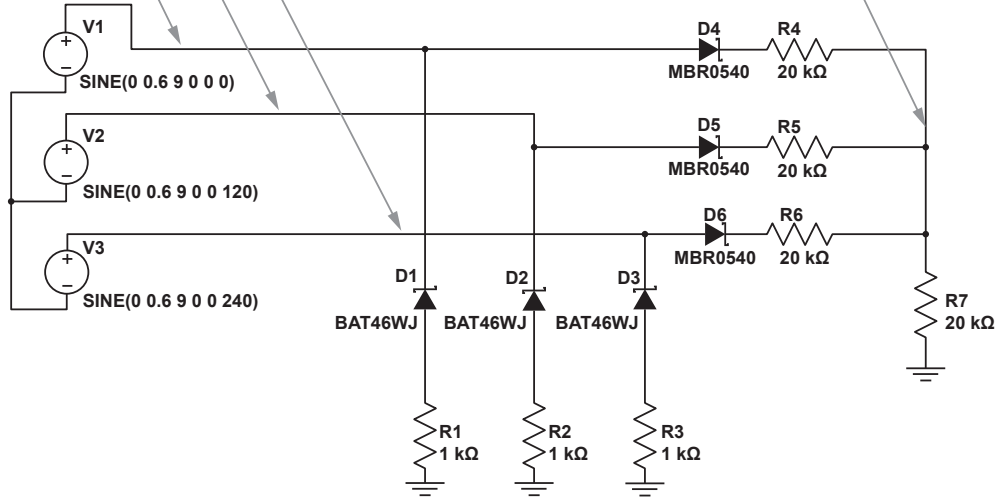 V1
+
−
SINE(0 0.6 9 0 0 0)
D4
MBR0540
R4
20 kΩ
V2
+
−
SINE(0 0.6 9 0 0 120)
D5
MBR0540
R5
20 kΩ
V3
+
−
SINE(0 0.6 9 0 0 240)
D6
MBR0540
R6
20 kΩ
D1
BAT46WJ
D2
BAT46WJ
D3
BAT46WJ
R7
20 kΩ
R1
1 kΩ
R2
1 kΩ
R3
1 kΩ